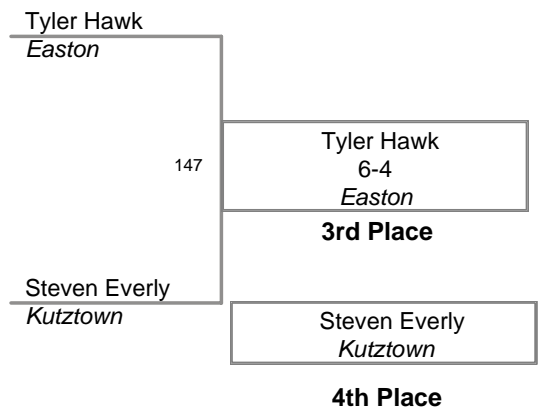 Tyler Hawk
Easton
147
Tyler Hawk
6-4
Easton
3rd Place
Steven Everly
Kutztown
Steven Everly
Kutztown
4th Place